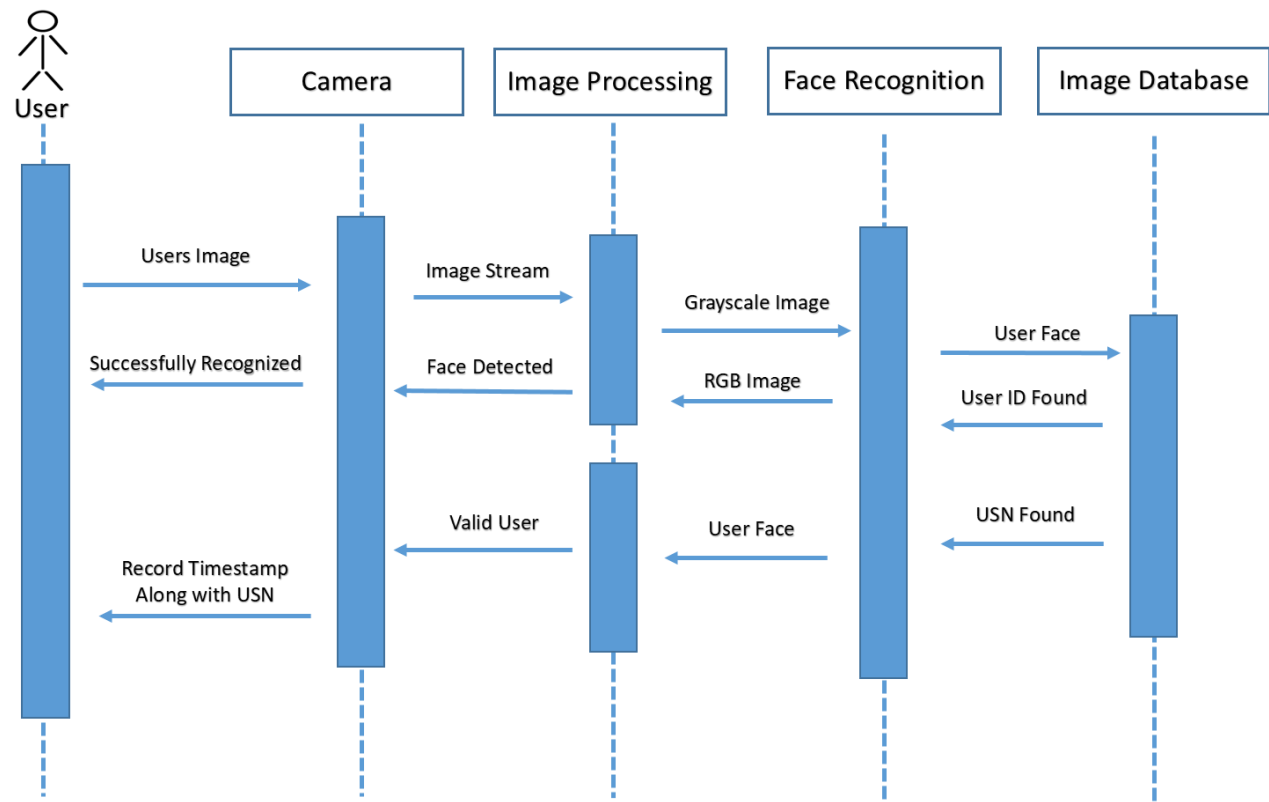 User
Camera
Image Processing
Face Recognition
Image Database
Users Image
Image Stream
Grayscale Image
User Face
Successfully Recognized
Face Detected
RGB Image
User ID Found
Valid User
User Face
USN Found
Record Timestamp
Along with USN